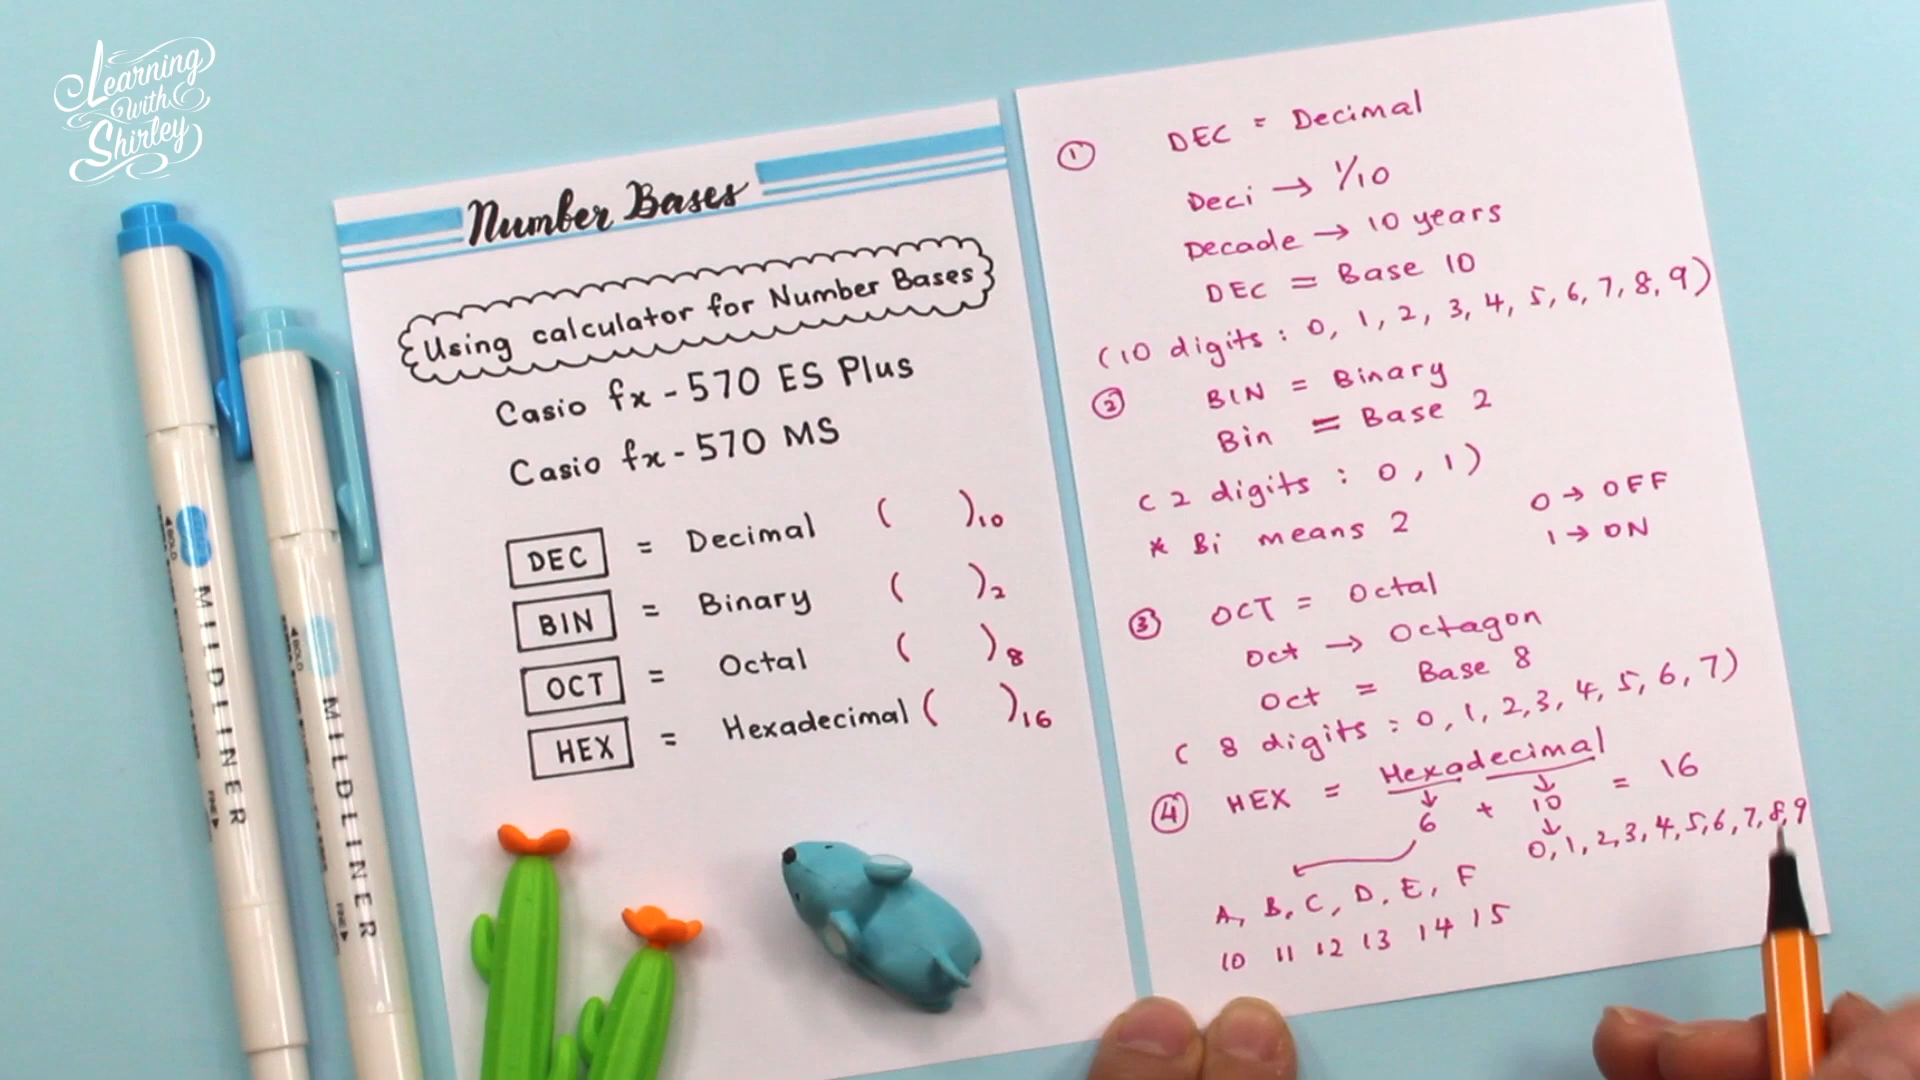 Learning
With
Shirley
Number Bases
Using calculator for Number Bases
Casio fx-570 ES Plus
Casio fx-570 MS
DEC = Decimal ( )10
BIN = Binary ( )2
OCT = Octal ( )8
HEX = Hexadecimal ( )16
① DEC = Decimal
Deci → 1/10
Decade → 10 years
DEC = Base 10
(10 digits : 0, 1, 2, 3, 4, 5, 6, 7, 8, 9)
② BIN = Binary
Bin = Base 2
(2 digits : 0, 1)
* Bi means 2
0 → OFF
1 → ON
③ OCT = Octal
Oct → Octagon
Oct = Base 8
( 8 digits : 0, 1, 2, 3, 4, 5, 6, 7)
④ HEX = Hexadecimal
↓ ↓
6 + 10 = 16
↓
0, 1, 2, 3, 4, 5, 6, 7, 8, 9
A, B, C, D, E, F
10 11 12 13 14 15
BOLD
MILDLINER
FINE
BOLD
MILDLINER
FINE